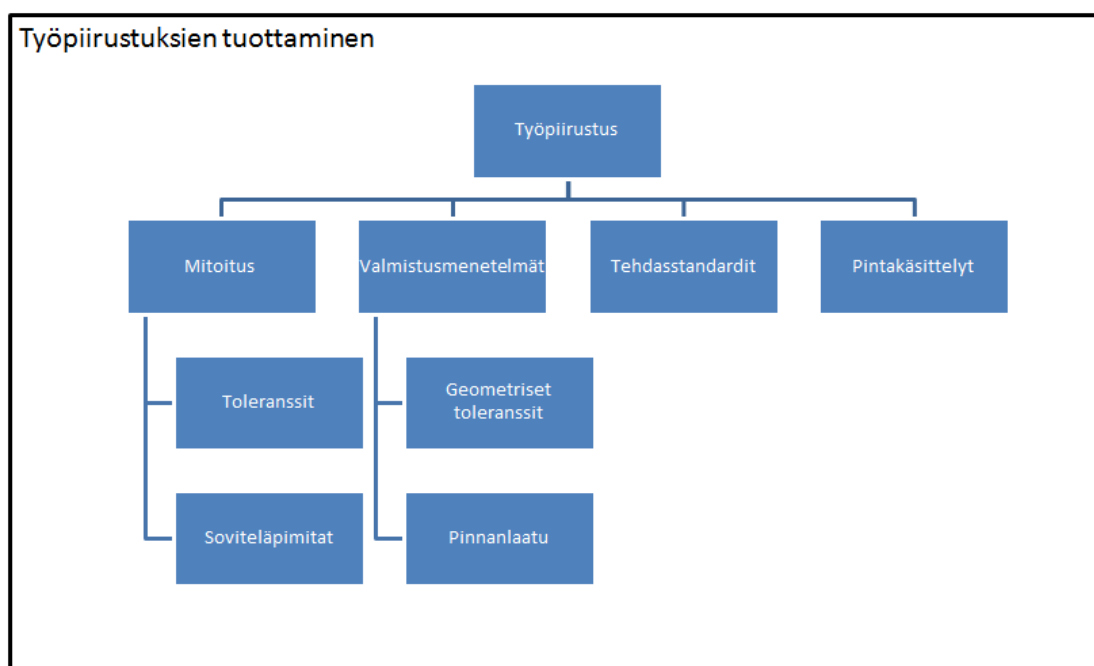 Työpiirustuksien tuottaminen
Työpiirustus
Mitoitus
Valmistusmenetelmät
Tehdasstandardit
Pintakäsittelyt
Toleranssit
Geometriset
toleranssit
Soviteläpimitat
Pinnanlaatu